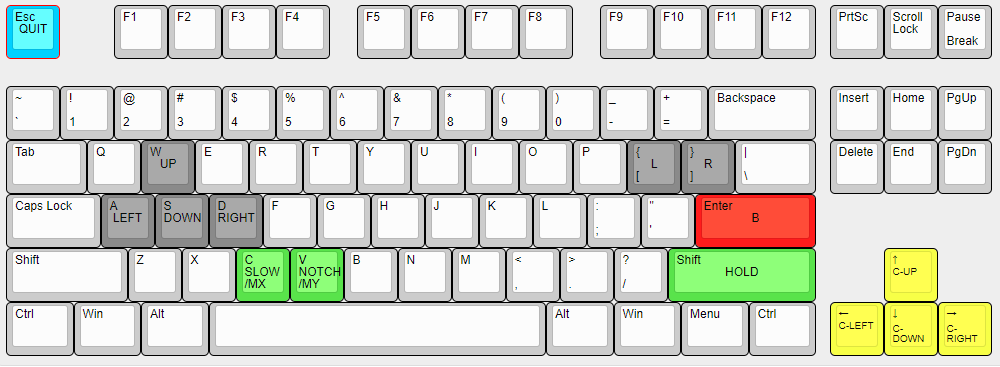 Esc F1 F2 F3 F4 F5 F6 F7 F8 F9 F10 F11 F12 PrtSc Scroll Pause
QUIT Lock
Break
~ ! @ # $ % ^ & * ( ) _ + Backspace Insert Home PgUp
` 1 2 3 4 5 6 7 8 9 0 - =
Tab Q W E R T Y U I O P { } | Delete End PgDn
UP L R
[ ] \
Caps Lock A S D F G H J K L : " Enter
LEFT DOWN RIGHT B
; '
Shift Z X C V B N M < > ? Shift ↑
SLOW NOTCH HOLD C-UP
/MX /MY , . /
Ctrl Win Alt Alt Win Menu Ctrl ← ↓ →
C-LEFT C- C-
DOWN RIGHT